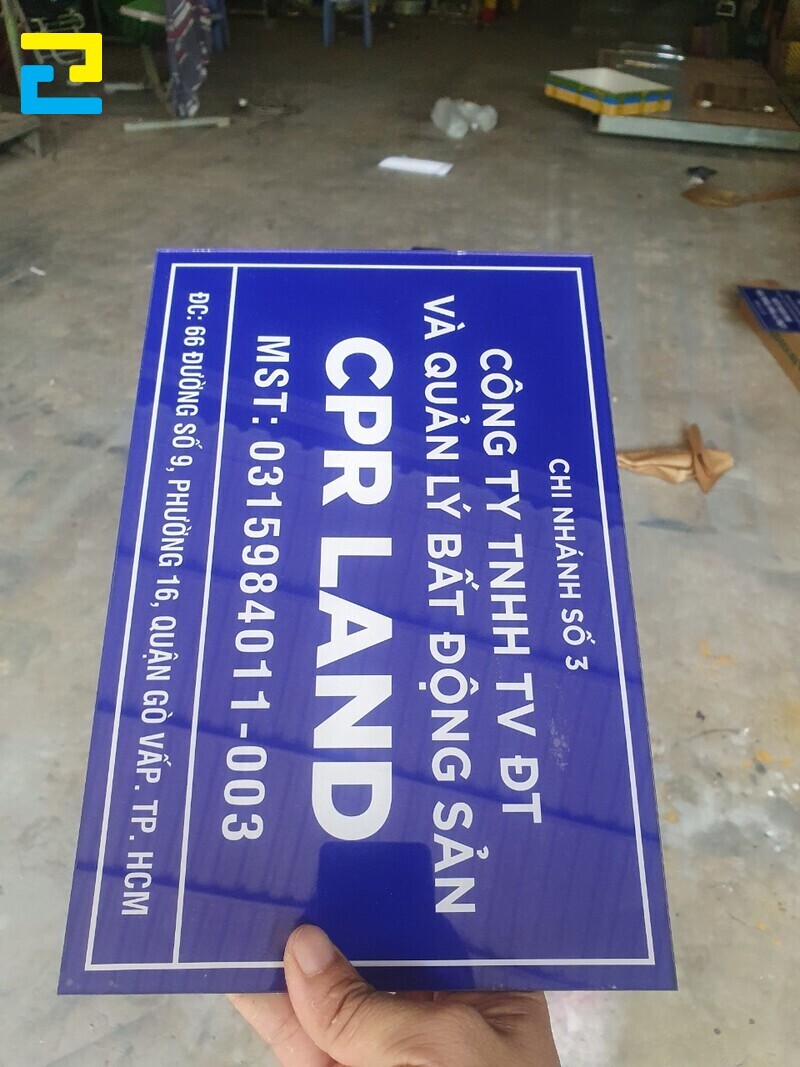 CHI NHÁNH SỐ 3
CÔNG TY TNHH TV ĐT
VÀ QUẢN LÝ BẤT ĐỘNG SẢN
CPR LAND
MST: 0315984011-003
ĐC: 66 ĐƯỜNG SỐ 9, PHƯỜNG 16, QUẬN GÒ VẤP. TP. HCM